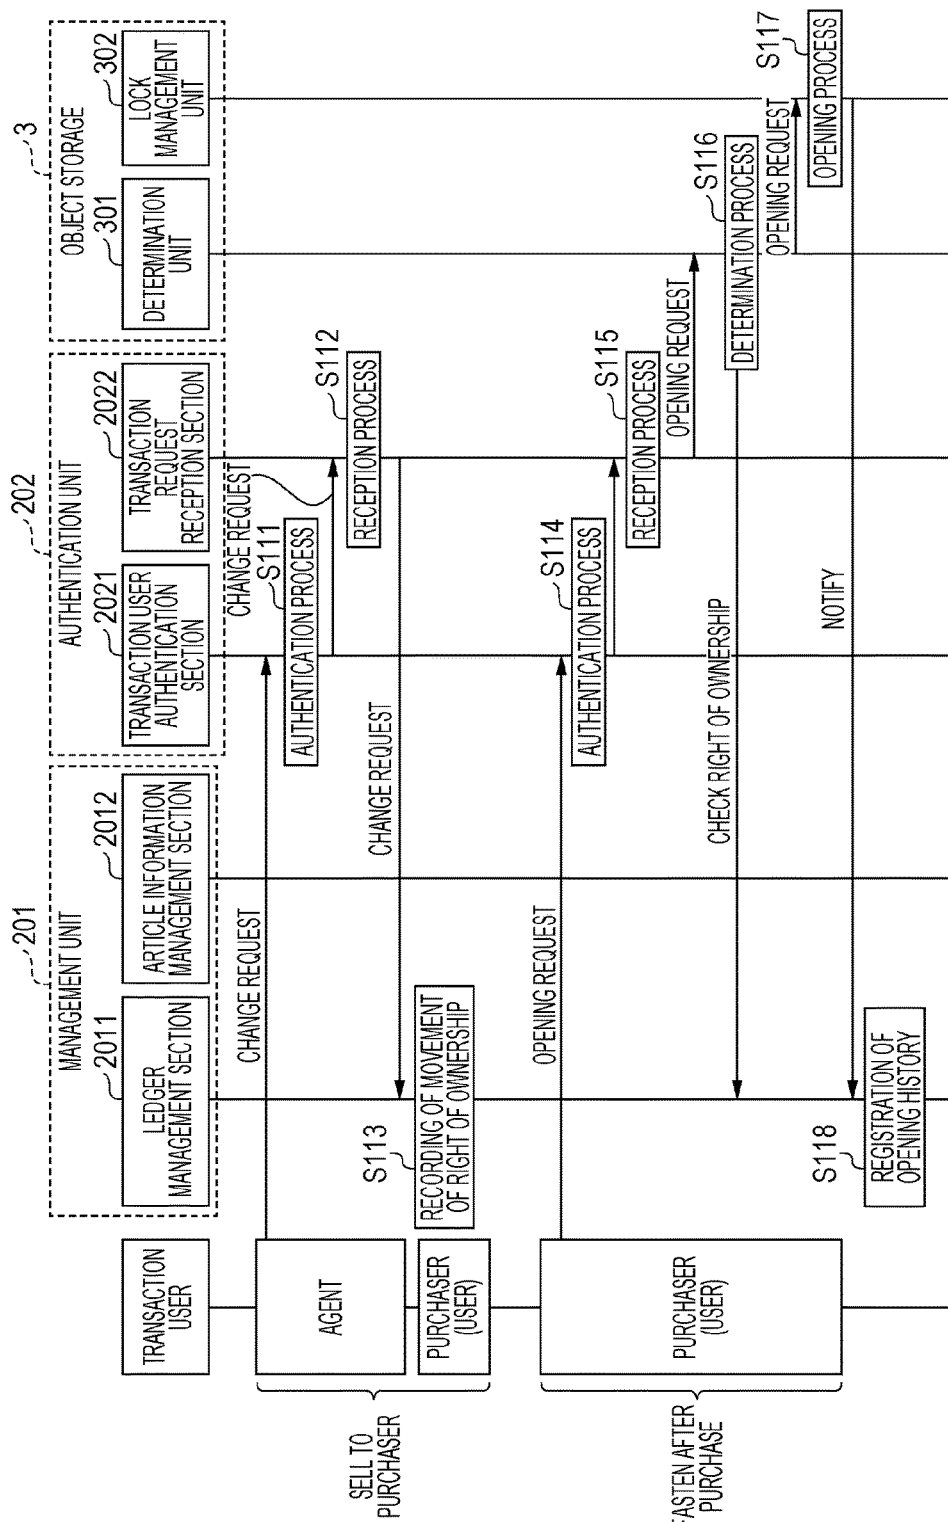 201
MANAGEMENT UNIT
2011
LEDGER
MANAGEMENT SECTION
2012
ARTICLE INFORMATION
MANAGEMENT SECTION
202
AUTHENTICATION UNIT
2021
TRANSACTION USER
AUTHENTICATION
SECTION
2022
TRANSACTION
REQUEST
RECEPTION SECTION
3
OBJECT STORAGE
301
DETERMINATION
UNIT
302
LOCK
MANAGEMENT
UNIT
TRANSACTION
USER
SELL TO
PURCHASER
AGENT
CHANGE REQUEST
S111
AUTHENTICATION PROCESS
CHANGE REQUEST
S112
RECEPTION PROCESS
CHANGE REQUEST
PURCHASER
(USER)
S113
RECORDING OF MOVEMENT
OF RIGHT OF OWNERSHIP
FASTEN AFTER
PURCHASE
PURCHASER
(USER)
OPENING REQUEST
S114
AUTHENTICATION PROCESS
S115
RECEPTION PROCESS
OPENING REQUEST
S116
DETERMINATION PROCESS
CHECK RIGHT OF OWNERSHIP
OPENING REQUEST
S117
OPENING PROCESS
NOTIFY
S118
REGISTRATION OF
OPENING HISTORY